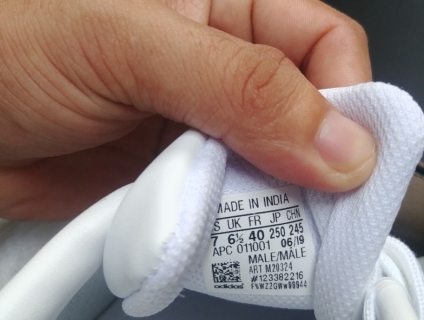 MADE IN INDIA
S UK FR JP CHN
7 6½ 40 250 245
APC 011001 06/19
MALE/MALE
ART M20324
#123382216
adidas